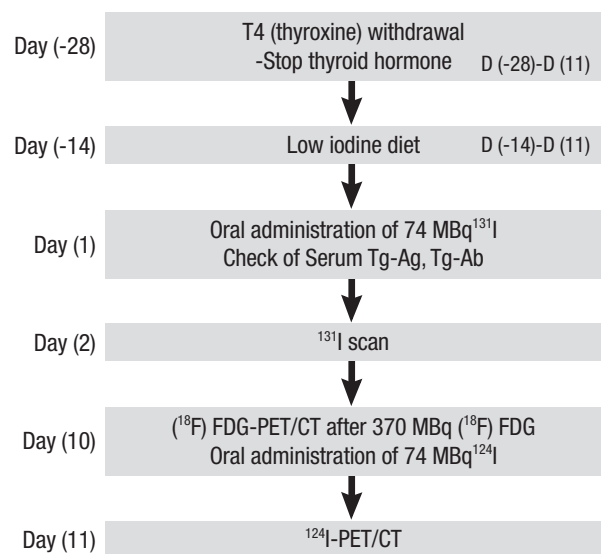 Day (-28)
T4 (thyroxine) withdrawal
-Stop thyroid hormone
D (-28)-D (11)
Day (-14)
Low iodine diet
D (-14)-D (11)
Day (1)
Oral administration of 74 MBq¹³¹I
Check of Serum Tg-Ag, Tg-Ab
Day (2)
¹³¹I scan
Day (10)
(¹⁸F) FDG-PET/CT after 370 MBq (¹⁸F) FDG
Oral administration of 74 MBq¹²⁴I
Day (11)
¹²⁴I-PET/CT